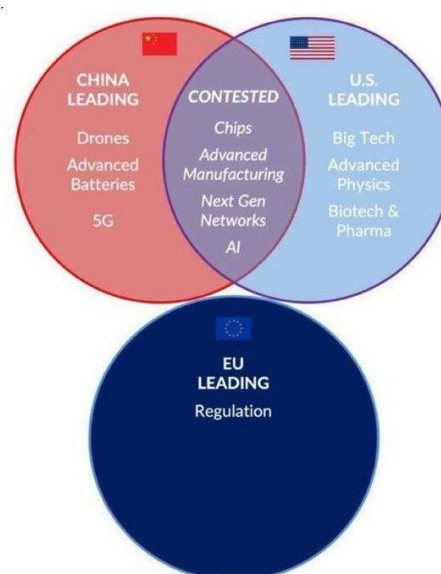 CHINA
LEADING
Drones
Advanced
Batteries
5G
CONTESTED
Chips
Advanced
Manufacturing
Next Gen
Networks
AI
U.S.
LEADING
Big Tech
Advanced
Physics
Biotech &
Pharma
EU
LEADING
Regulation